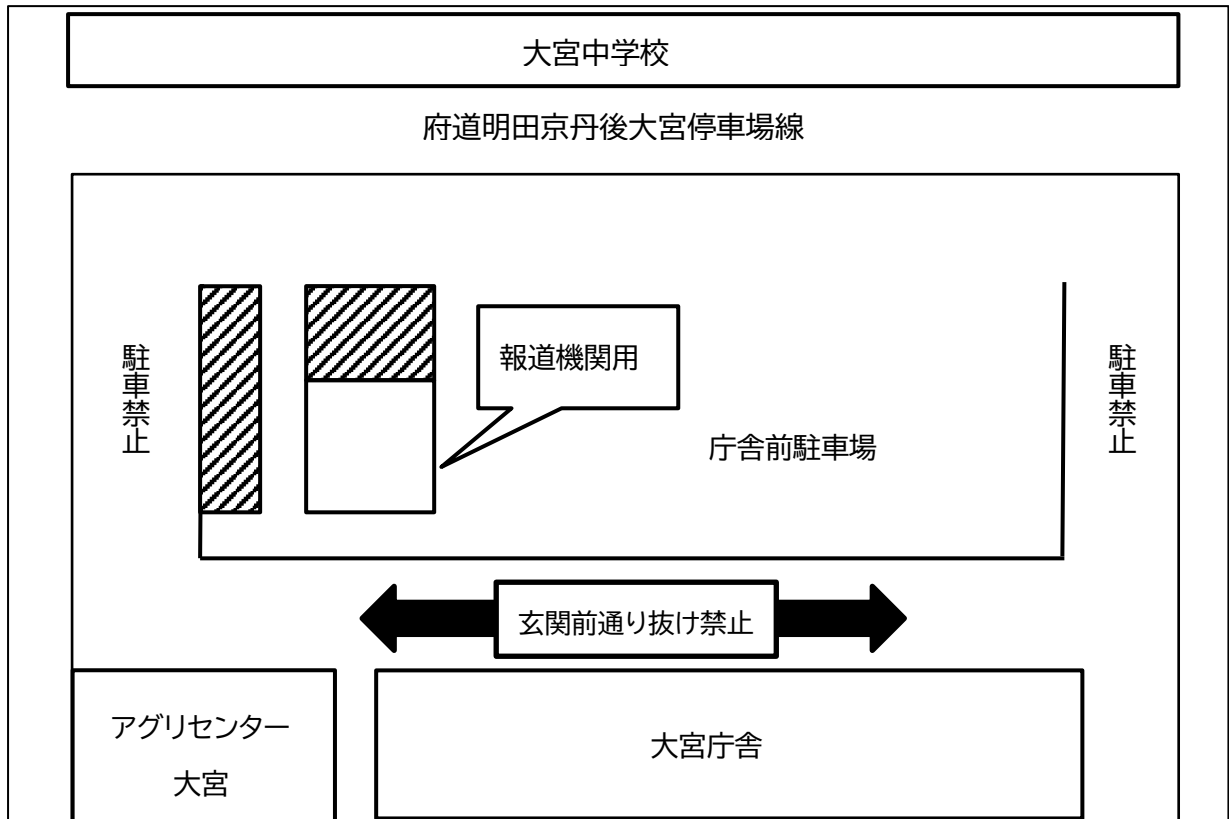 大宮中学校
府道明田京丹後大宮停車場線
駐車禁止
報道機関用
庁舎前駐車場
駐車禁止
玄関前通り抜け禁止
アグリセンター
大宮
大宮庁舎